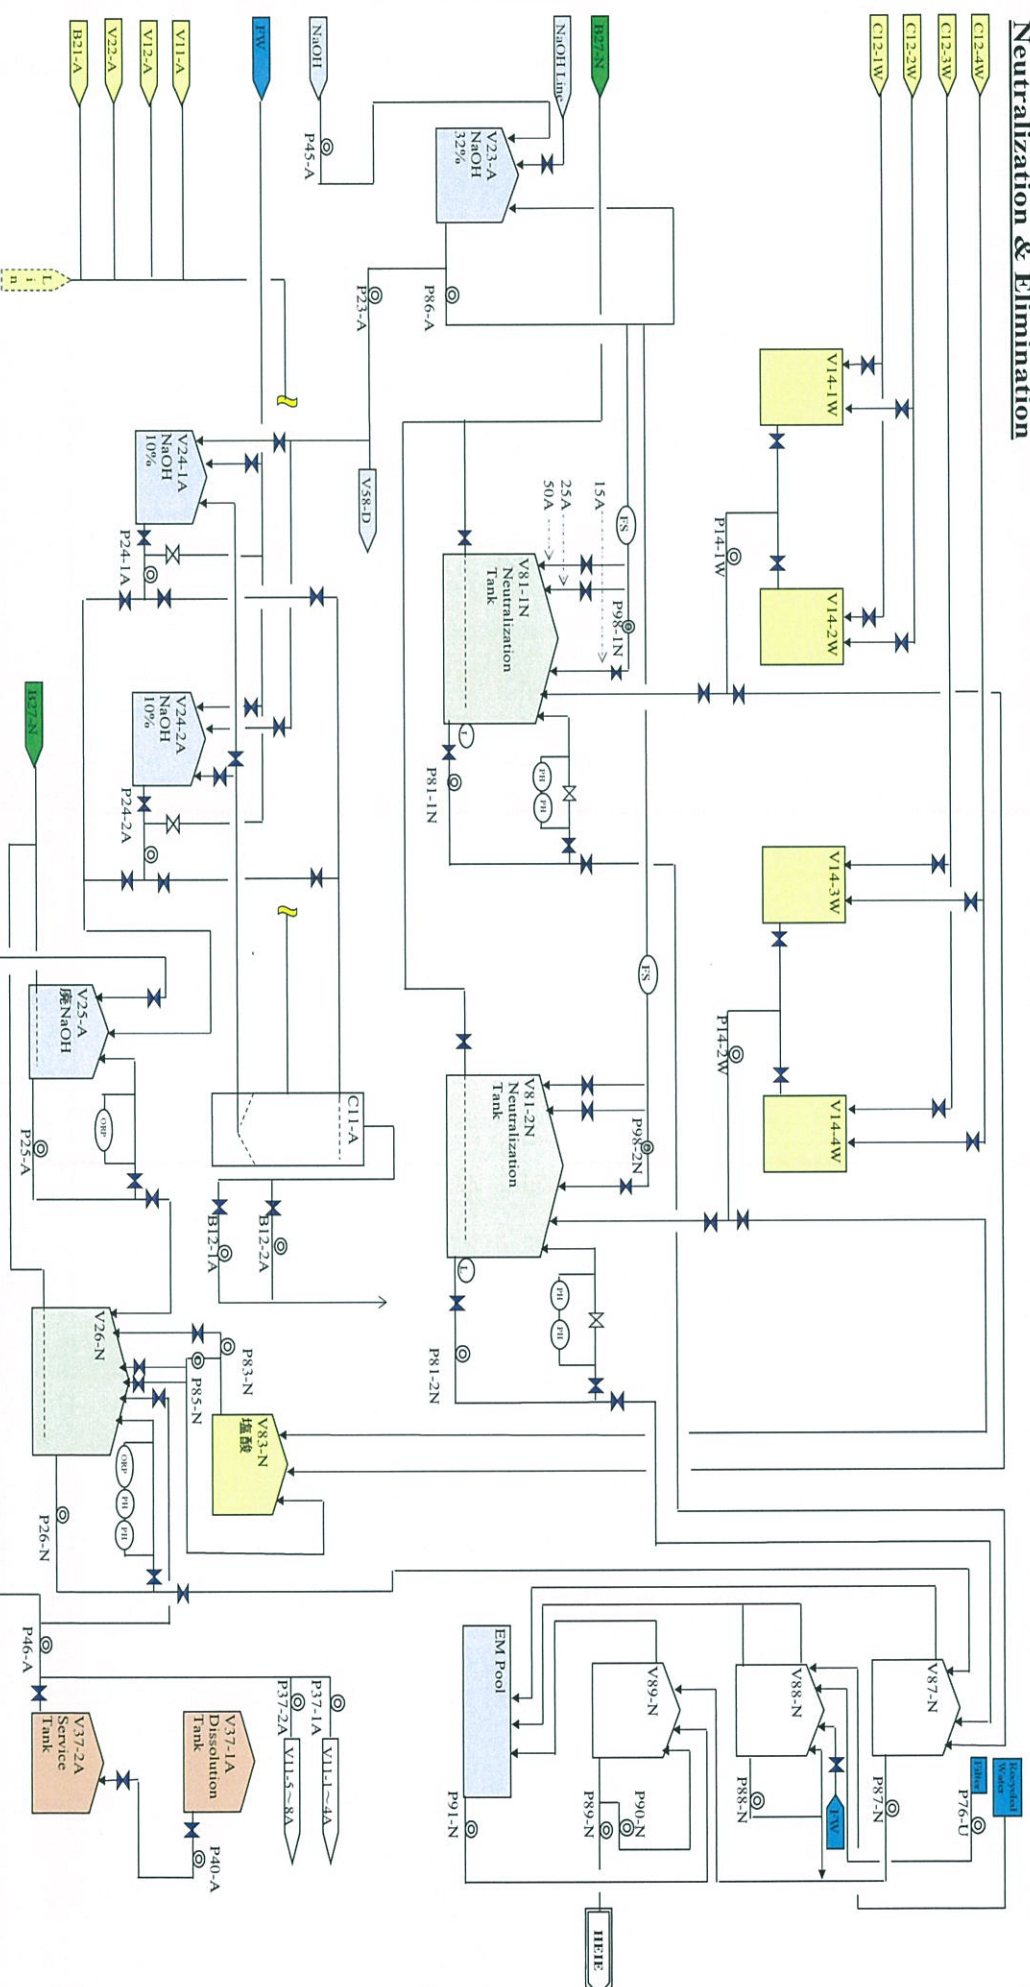 Neutralization & Elimination
C12-4W
C12-3W
C12-2W
C12-1W
B27-N
NaOH Line
NaOH
FW
V11-A
V12-A
V22-A
B21-A
L
i
n
P45-A
V23-A
NaOH
32%
P86-A
P23-A
V58-D
V14-1W
V14-2W
P14-1W
V14-3W
V14-4W
P14-2W
15A
25A
50A
FS
P98-1N
V81-1N
Neutralization
Tank
L
P81-1N
PH
PH
FS
P98-2N
V81-2N
Neutralization
Tank
L
P81-2N
PH
PH
V24-1A
NaOH
10%
P24-1A
V24-2A
NaOH
10%
P24-2A
B27-N
V25-A
廃NaOH
P25-A
ORP
C11-A
B12-2A
B12-1A
V26-N
P26-N
ORP
PH
PH
P83-N
P85-N
V83-N
塩酸
V87-N
P87-N
V88-N
P88-N
V89-N
P89-N
P90-N
EM Pool
P91-N
Recycled
Water
Filter
P76-U
FW
HEIE
P46-A
P37-1A
P37-2A
V11-1~4A
V11-5~8A
V37-1A
Dissolution
Tank
V37-2A
Service
Tank
P40-A